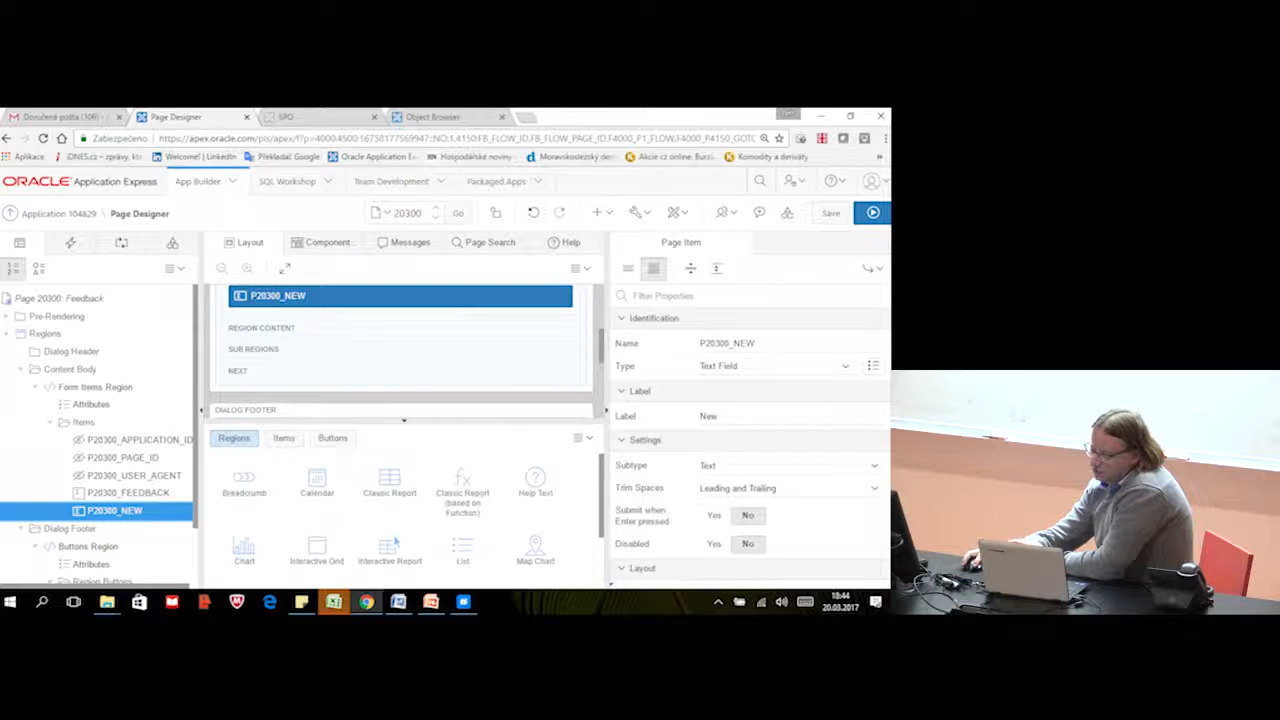 Doručená pošta (106) -
Page Designer
SPO
Object Browser
Zabezpečeno
https://apex.oracle.com/pls/apex/f?p=4000:4500:16758177569947:NO:1,4150:FB_FLOW_ID,FB_FLOW_PAGE_ID,F4000_P1_FLOW,F4000_P4150_GOTO
Aplikace
iDNES.cz – zprávy, kt
Welcome! | LinkedIn
Překladač Google
Oracle Application Ex
Hospodářské noviny
Moravskoslezský den
Akcie cz online: Burz
Komodity a deriváty
»
ORACLE Application Express
App Builder
SQL Workshop
Team Development
Packaged Apps
Application 104829 \ Page Designer
20300
Go
Save
Layout
Component...
Messages
Page Search
Help
Page Item
Page 20300: Feedback
Pre-Rendering
Regions
Dialog Header
Content Body
Form Items Region
Attributes
Items
P20300_APPLICATION_ID
P20300_PAGE_ID
P20300_USER_AGENT
P20300_FEEDBACK
P20300_NEW
Dialog Footer
Buttons Region
Attributes
Region Buttons
P20300_NEW
REGION CONTENT
SUB REGIONS
NEXT
DIALOG FOOTER
Regions
Items
Buttons
Breadcrumb
Calendar
Classic Report
Classic Report
(based on
Function)
Help Text
Chart
Interactive Grid
Interactive Report
List
Map Chart
Filter Properties
Identification
Name P20300_NEW
Type Text Field
Label
Label New
Settings
Subtype Text
Trim Spaces Leading and Trailing
Submit when
Enter pressed
Yes No
Disabled Yes No
Layout
18:44
20.03.2017